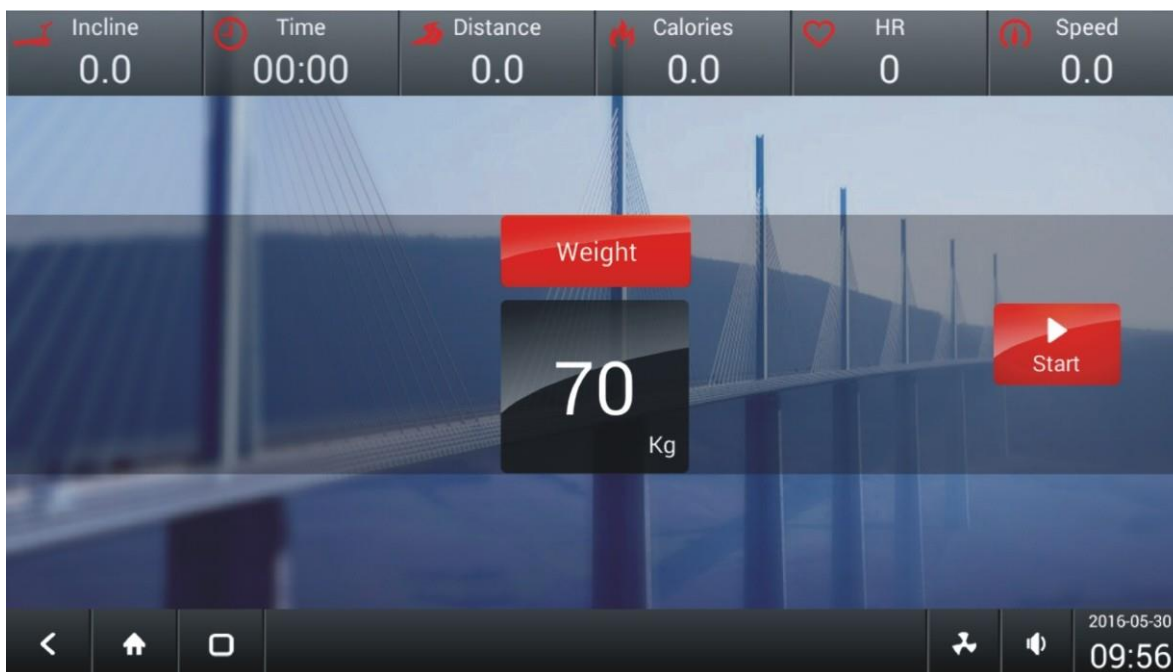 Incline Time Distance Calories HR Speed
0.0 00:00 0.0 0.0 0 0.0
Weight
70
Kg
Start
2016-05-30
09:56